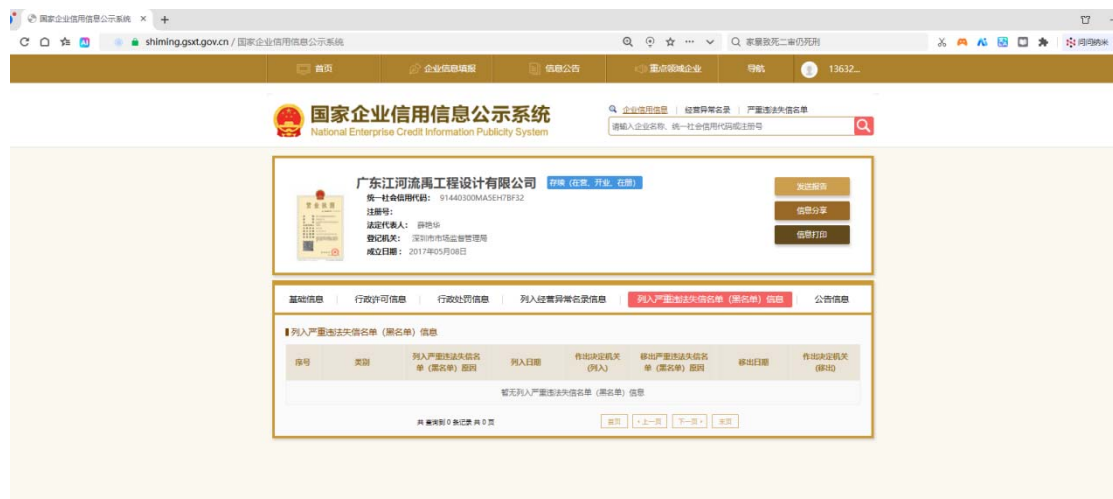 国家企业信用信息公示系统
shiming.gsxt.gov.cn / 国家企业信用信息公示系统
家暴致死二审仍死刑
问问纳米
首页 企业信息填报 信息公告 重点领域企业 导航 13632...
国家企业信用信息公示系统
National Enterprise Credit Information Publicity System
企业信用信息 | 经营异常名录 | 严重违法失信名单
请输入企业名称、统一社会信用代码或注册号
广东江河流禹工程设计有限公司 存续（在营、开业、在册）
统一社会信用代码： 91440300MA5EH7BF32
注册号：
法定代表人： 薛艳华
登记机关： 深圳市市场监督管理局
成立日期： 2017年05月08日
发送报告
信息分享
信息打印
营业执照
基础信息 行政许可信息 行政处罚信息 列入经营异常名录信息 列入严重违法失信名单（黑名单）信息 公告信息
列入严重违法失信名单（黑名单）信息
序号 类别 列入严重违法失信名单（黑名单）原因 列入日期 作出决定机关（列入） 移出严重违法失信名单（黑名单）原因 移出日期 作出决定机关（移出）
暂无列入严重违法失信名单（黑名单）信息
共 查询到 0 条记录 共 0 页 首页 上一页 下一页 末页